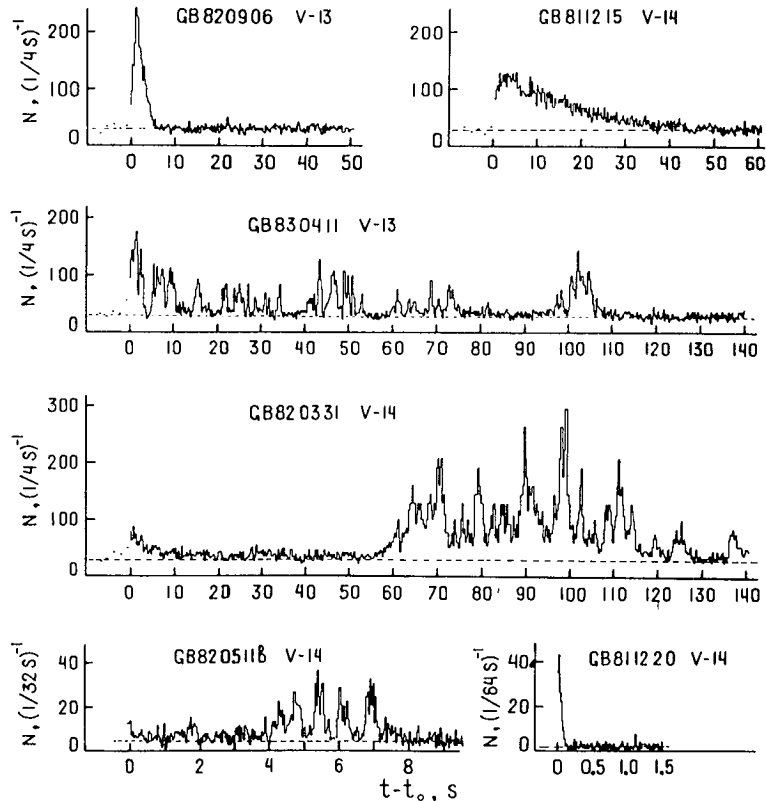 GB820906 V-13
N, (1/4S)⁻¹
200
100
0
0 10 20 30 40 50
GB811215 V-14
100
0
0 10 20 30 40 50 60
GB830411 V-13
N, (1/4S)⁻¹
200
100
0
0 10 20 30 40 50 60 70 80 90 100 110 120 130 140
GB820331 V-14
N, (1/4S)⁻¹
300
200
100
0
0 10 20 30 40 50 60 70 80 90 100 110 120 130 140
GB820511B V-14
N, (1/32S)⁻¹
40
20
0
0 2 4 6 8
t-t₀, S
GB811220 V-14
N, (1/64S)⁻¹
40
20
0
0 0.5 1.0 1.5